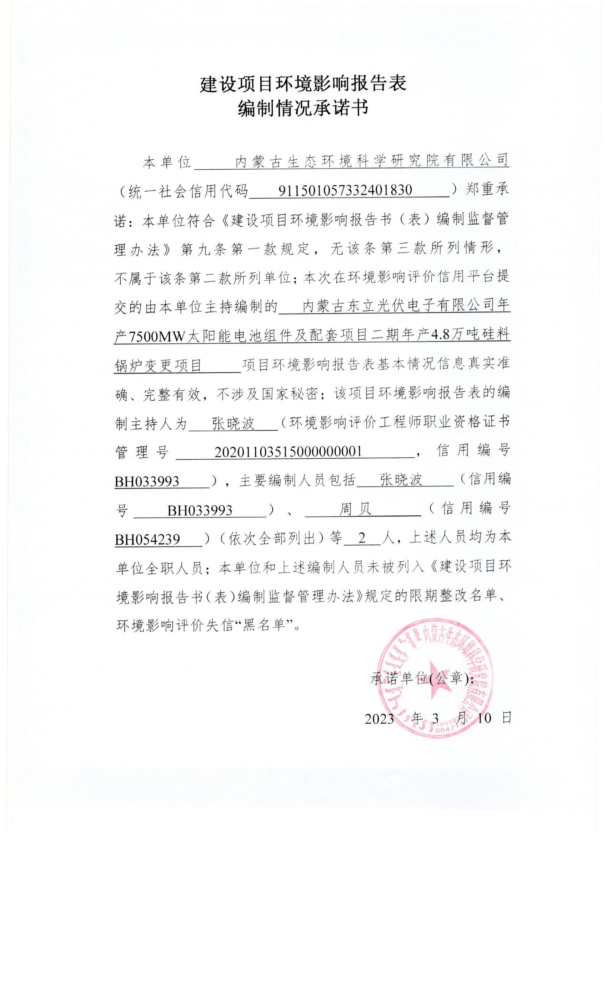 建设项目环境影响报告表
编制情况承诺书
本单位 内蒙古生态环境科学研究院有限公司
（统一社会信用代码 911501057332401830 ）郑重承
诺：本单位符合《建设项目环境影响报告书（表）编制监督管
理办法》第九条第一款规定，无该条第三款所列情形，
不属于该条第二款所列单位；本次在环境影响评价信用平台提
交的由本单位主持编制的 内蒙古东立光伏电子有限公司年
产7500MW太阳能电池组件及配套项目二期年产4.8万吨硅料
锅炉变更项目 项目环境影响报告表基本情况信息真实准
确、完整有效，不涉及国家秘密；该项目环境影响报告表的编
制主持人为 张晓波 （环境影响评价工程师职业资格证书
管理号 20201103515000000001 ，信用编号
BH033993 ），主要编制人员包括 张晓波 （信用编
号 BH033993 ）、 周贝 （信用编号
BH054239 ）（依次全部列出）等 2 人，上述人员均为本
单位全职人员；本单位和上述编制人员未被列入《建设项目环
境影响报告书（表）编制监督管理办法》规定的限期整改名单、
环境影响评价失信“黑名单”。
内蒙古生态环境科学研究院有限公司
承诺单位(公章)：
2023 年 3 月 10 日